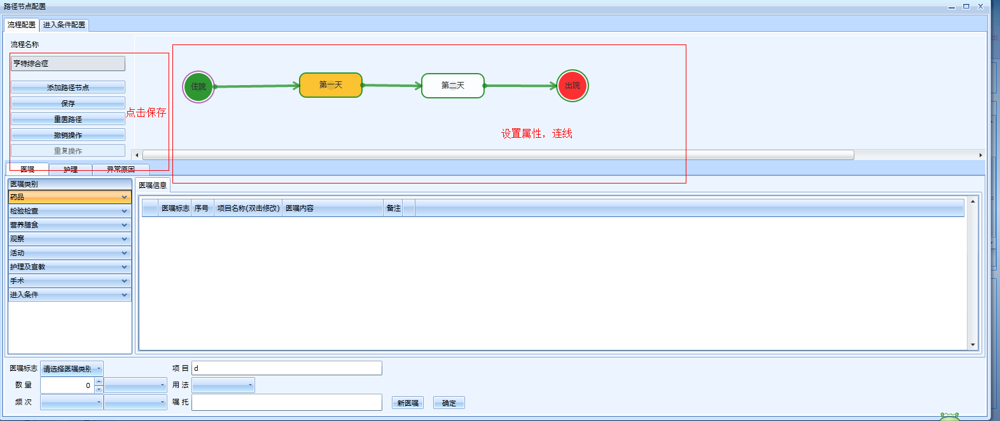 路径节点配置
流程配置 进入条件配置
流程名称
亨特综合症
添加路径节点
保存
重置路径
撤销操作
重复操作
点击保存
住院 第一天 第二天 出院
设置属性，连线
医嘱 护理 异常原因
医嘱类别
药品
检验检查
营养膳食
观察
活动
护理及宣教
手术
进入条件
医嘱信息
医嘱标志 序号 项目名称(双击修改) 医嘱内容 备注
医嘱标志 请选择医嘱类别 项 目 d
数 量 0 用 法
频 次 嘱 托 新医嘱 确定